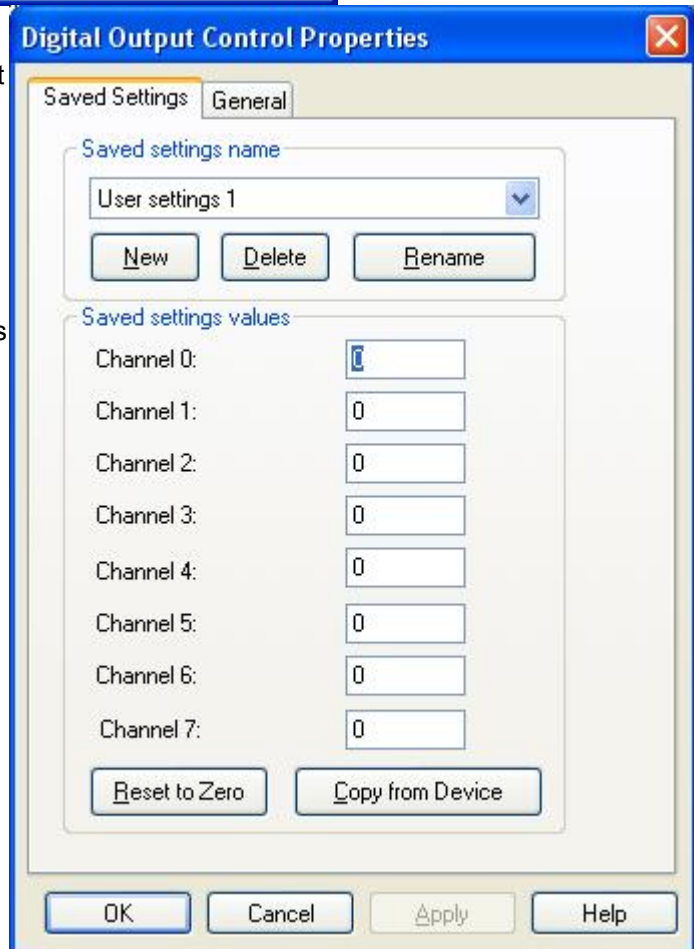 Digital Output Control Properties
t
Saved Settings General
Saved settings name
User settings 1
New Delete Rename
s
Saved settings values
Channel 0: 0
Channel 1: 0
Channel 2: 0
Channel 3: 0
Channel 4: 0
Channel 5: 0
Channel 6: 0
Channel 7: 0
Reset to Zero Copy from Device
OK Cancel Apply Help